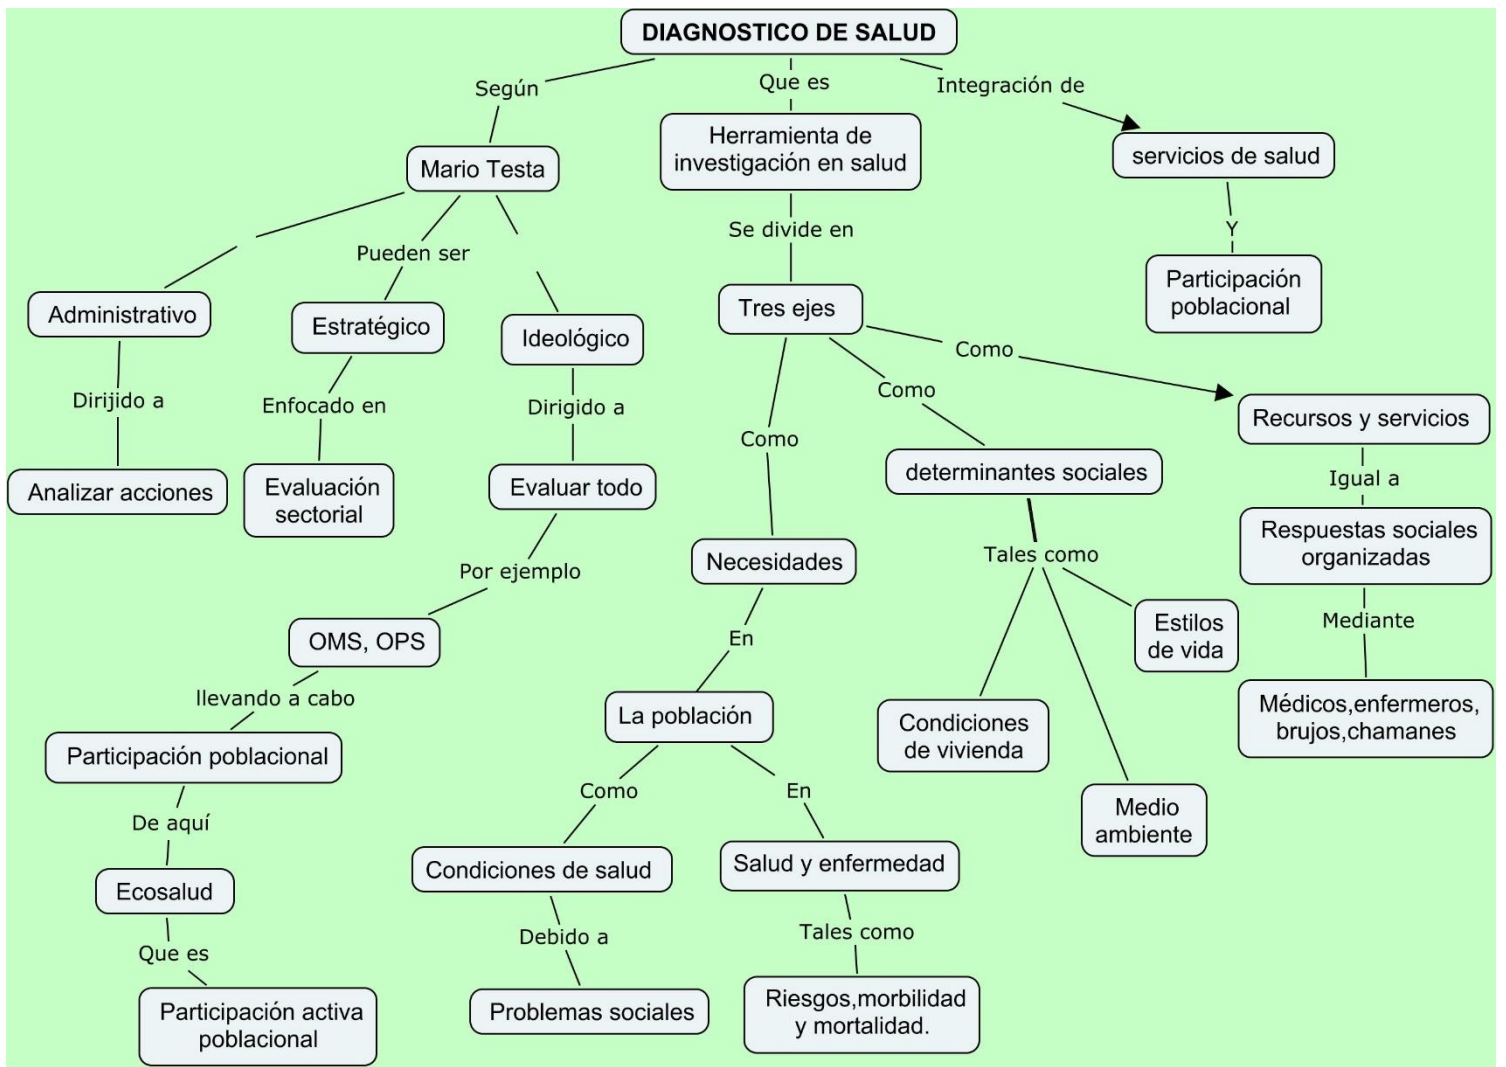 DIAGNOSTICO DE SALUD
Según
Que es
Integración de
Mario Testa
Herramienta de
investigación en salud
servicios de salud
Pueden ser
Se divide en
Y
Administrativo
Estratégico
Ideológico
Tres ejes
Participación
poblacional
Dirijido a
Enfocado en
Dirigido a
Como
Como
Como
Recursos y servicios
Analizar acciones
Evaluación
sectorial
Evaluar todo
determinantes sociales
Igual a
Por ejemplo
Necesidades
Tales como
Respuestas sociales
organizadas
OMS, OPS
En
Estilos
de vida
Mediante
llevando a cabo
La población
Condiciones
de vivienda
Médicos,enfermeros,
brujos,chamanes
Participación poblacional
Como
En
Medio
ambiente
De aquí
Ecosalud
Condiciones de salud
Salud y enfermedad
Que es
Debido a
Tales como
Participación activa
poblacional
Problemas sociales
Riesgos,morbilidad
y mortalidad.